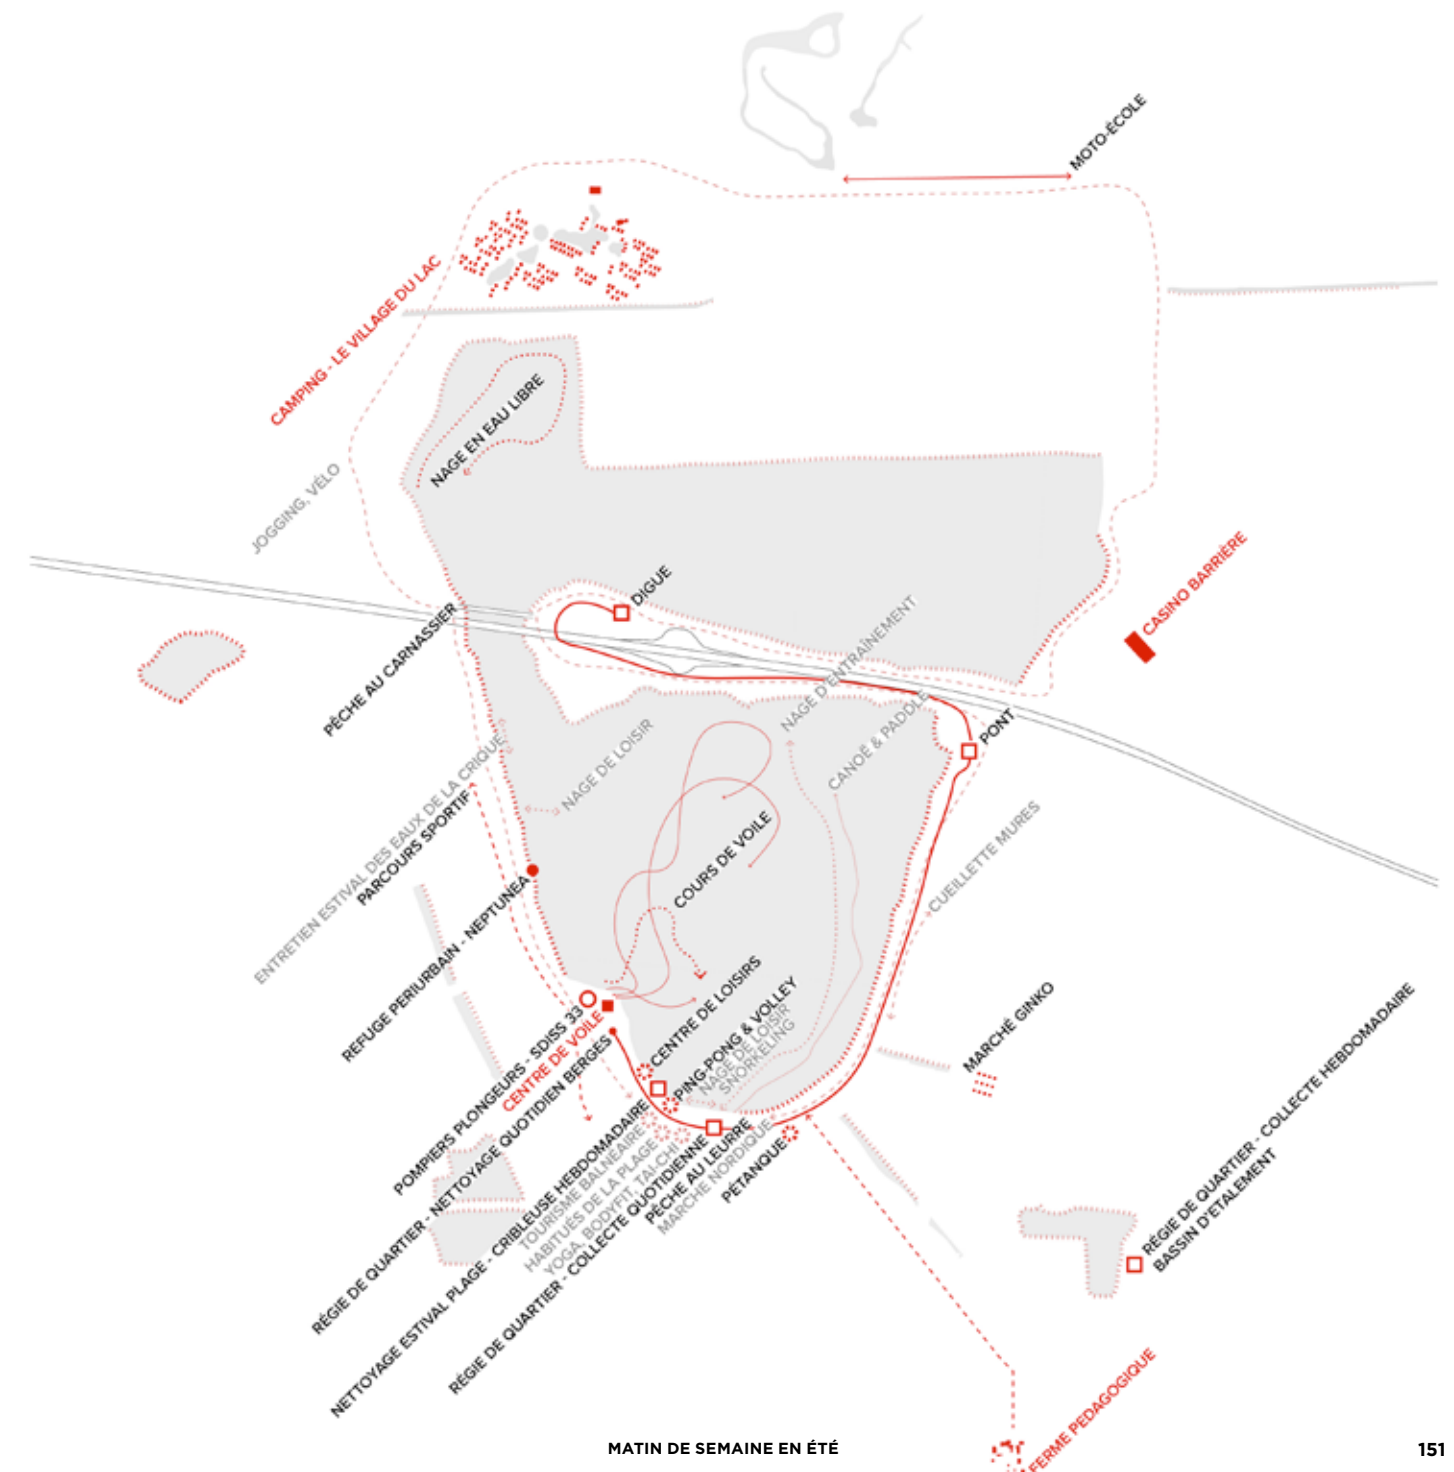 MOTO-ÉCOLE
CAMPING - LE VILLAGE DU LAC
NAGE EN EAU LIBRE
JOGGING, VÉLO
CASINO BARRIÈRE
DIGUE
PÊCHE AU CARNASSIER
NAGE D'ENTRAÎNEMENT
CANOË & PADDLE
PONT
NAGE DE LOISIR
ENTRETIEN ESTIVAL DES EAUX DE LA CRIQUE
PARCOURS SPORTIF
COURS DE VOILE
CUEILLETTE MURES
REFUGE PERIURBAIN - NEPTUNEA
CENTRE DE LOISIRS
PING-PONG & VOLLEY
NAGE DE LOISIR
SNORKELING
MARCHÉ GINKO
POMPIERS PLONGEURS - SDISS 33
CENTRE DE VOILE
RÉGIE DE QUARTIER - NETTOYAGE QUOTIDIEN BERGES
NETTOYAGE ESTIVAL PLAGE - CRIBLEUSE HEBDOMADAIRE
TOURISME BALNÉAIRE
HABITUÉS DE LA PLAGE
YOGA, BODYFIT, TAI-CHI
RÉGIE DE QUARTIER - COLLECTE QUOTIDIENNE
PÊCHE AU LEURRE
MARCHE NORDIQUE
PÉTANQUE
RÉGIE DE QUARTIER - COLLECTE HEBDOMADAIRE
BASSIN D'ETALEMENT
FERME PEDAGOGIQUE
MATIN DE SEMAINE EN ÉTÉ
151